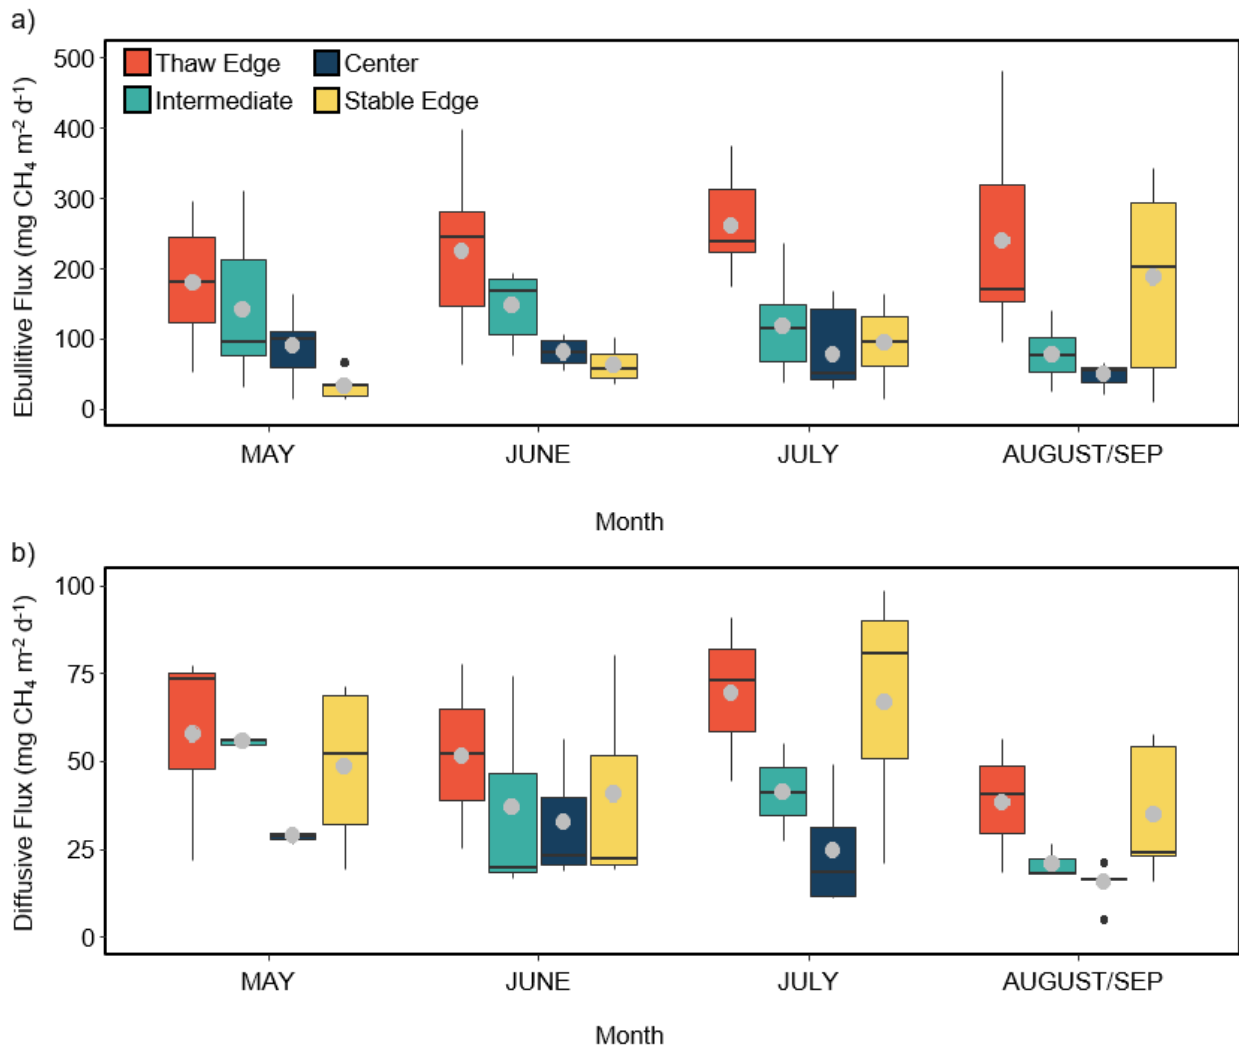 a)
Ebullitive Flux (mg CH₄ m⁻² d⁻¹)
500
400
300
200
100
0
Thaw Edge
Center
Intermediate
Stable Edge
MAY
JUNE
JULY
AUGUST/SEP
Month
b)
Diffusive Flux (mg CH₄ m⁻² d⁻¹)
100
75
50
25
0
MAY
JUNE
JULY
AUGUST/SEP
Month